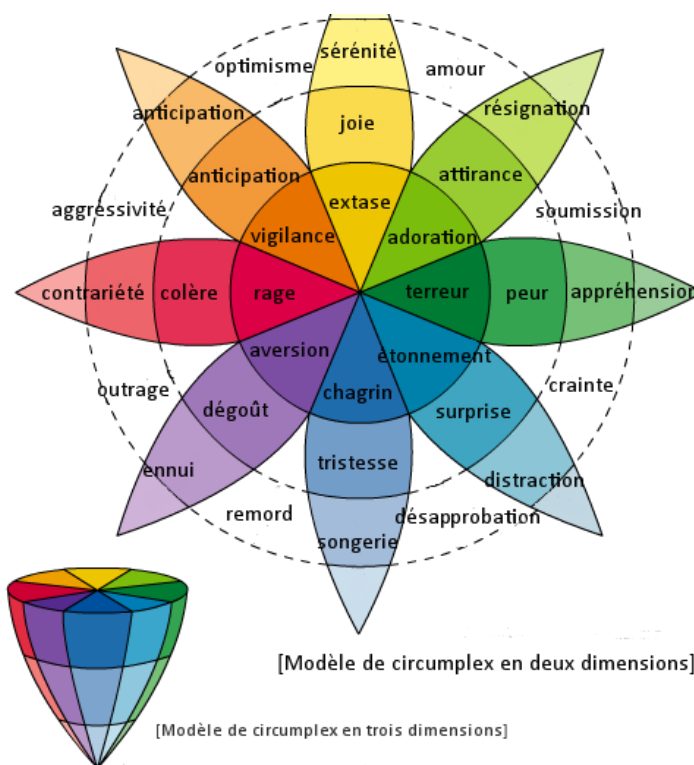 sérénité
optimisme
amour
anticipation
résignation
joie
anticipation
attirance
extase
aggressivité
soumission
vigilance
adoration
contrariété
colère
rage
terreur
peur
appréhension
aversion
étonnement
outrage
chagrin
crainte
dégoût
surprise
ennui
tristesse
distraction
remord
désapprobation
songerie
[Modèle de circumplex en deux dimensions]
[Modèle de circumplex en trois dimensions]